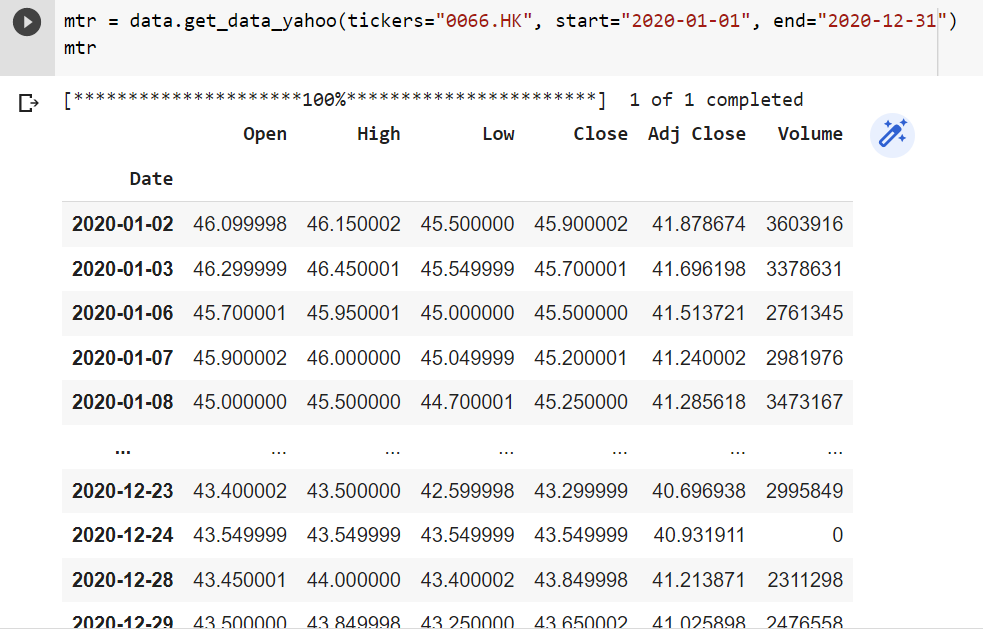 mtr = data.get_data_yahoo(tickers="0066.HK", start="2020-01-01", end="2020-12-31")
mtr
[*********************100%***********************]  1 of 1 completed
Open High Low Close Adj Close Volume
Date
2020-01-02 46.099998 46.150002 45.500000 45.900002 41.878674 3603916
2020-01-03 46.299999 46.450001 45.549999 45.700001 41.696198 3378631
2020-01-06 45.700001 45.950001 45.000000 45.500000 41.513721 2761345
2020-01-07 45.900002 46.000000 45.049999 45.200001 41.240002 2981976
2020-01-08 45.000000 45.500000 44.700001 45.250000 41.285618 3473167
... ... ... ... ... ... ...
2020-12-23 43.400002 43.500000 42.599998 43.299999 40.696938 2995849
2020-12-24 43.549999 43.549999 43.549999 43.549999 40.931911 0
2020-12-28 43.450001 44.000000 43.400002 43.849998 41.213871 2311298
2020-12-29 43.500000 43.849998 43.250000 43.650002 41.025898 2476558